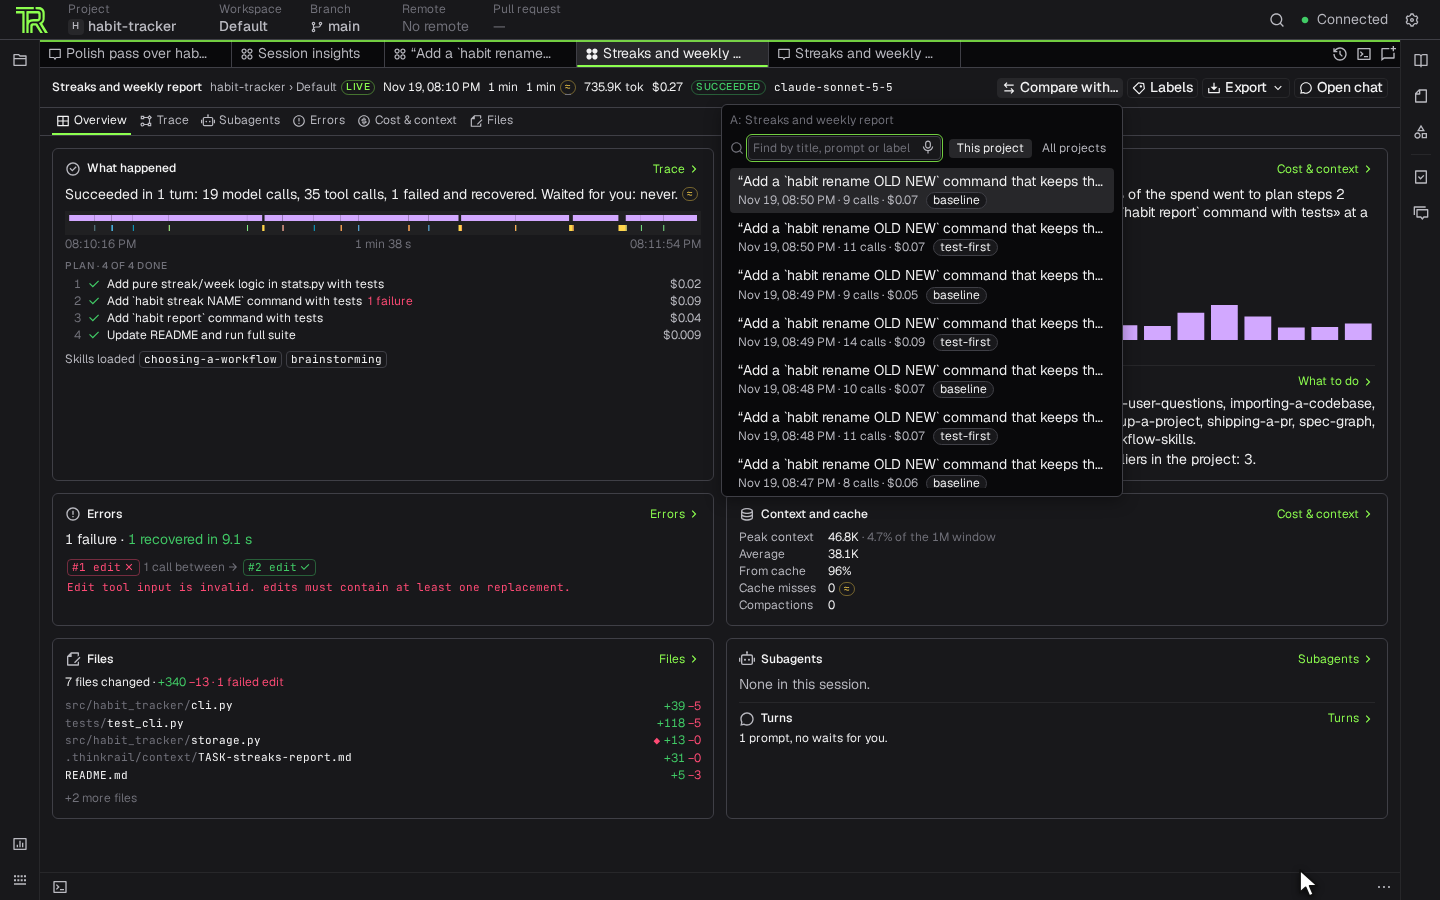 Project
H habit-tracker
Workspace
Default
Branch
main
Remote
No remote
Pull request
—
Connected
Polish pass over hab...
Session insights
“Add a `habit rename...
Streaks and weekly ...
Streaks and weekly ...
Streaks and weekly report habit-tracker › Default LIVE Nov 19, 08:10 PM 1 min 1 min ≈ 735.9K tok $0.27 SUCCEEDED claude-sonnet-5-5
Compare with... Labels Export Open chat
Overview Trace Subagents Errors Cost & context Files
A: Streaks and weekly report
Find by title, prompt or label This project All projects
“Add a `habit rename OLD NEW` command that keeps th...
Nov 19, 08:50 PM · 9 calls · $0.07 baseline
“Add a `habit rename OLD NEW` command that keeps th...
Nov 19, 08:50 PM · 11 calls · $0.07 test-first
“Add a `habit rename OLD NEW` command that keeps th...
Nov 19, 08:49 PM · 9 calls · $0.05 baseline
“Add a `habit rename OLD NEW` command that keeps th...
Nov 19, 08:49 PM · 14 calls · $0.09 test-first
“Add a `habit rename OLD NEW` command that keeps th...
Nov 19, 08:48 PM · 10 calls · $0.07 baseline
“Add a `habit rename OLD NEW` command that keeps th...
Nov 19, 08:48 PM · 11 calls · $0.07 test-first
“Add a `habit rename OLD NEW` command that keeps th...
Nov 19, 08:47 PM · 8 calls · $0.06 baseline
What happened Trace
Succeeded in 1 turn: 19 model calls, 35 tool calls, 1 failed and recovered. Waited for you: never. ≈
08:10:16 PM 1 min 38 s 08:11:54 PM
PLAN · 4 OF 4 DONE
1 Add pure streak/week logic in stats.py with tests $0.02
2 Add `habit streak NAME` command with tests 1 failure $0.09
3 Add `habit report` command with tests $0.04
4 Update README and run full suite $0.009
Skills loaded choosing-a-workflow brainstorming
Cost & context
of the spend went to plan steps 2
`habit report` command with tests» at a
What to do
-user-questions, importing-a-codebase,
up-a-project, shipping-a-pr, spec-graph,
kflow-skills.
liers in the project: 3.
Errors Errors
1 failure · 1 recovered in 9.1 s
#1 edit × 1 call between → #2 edit ✓
Edit tool input is invalid. edits must contain at least one replacement.
Context and cache Cost & context
Peak context 46.8K · 4.7% of the 1M window
Average 38.1K
From cache 96%
Cache misses 0 ≈
Compactions 0
Files Files
7 files changed · +340 −13 · 1 failed edit
src/habit_tracker/cli.py +39 −5
tests/test_cli.py +118 −5
src/habit_tracker/storage.py ◆ +13 −0
.thinkrail/context/TASK-streaks-report.md +31 −0
README.md +5 −3
+2 more files
Subagents Subagents
None in this session.
Turns Turns
1 prompt, no waits for you.